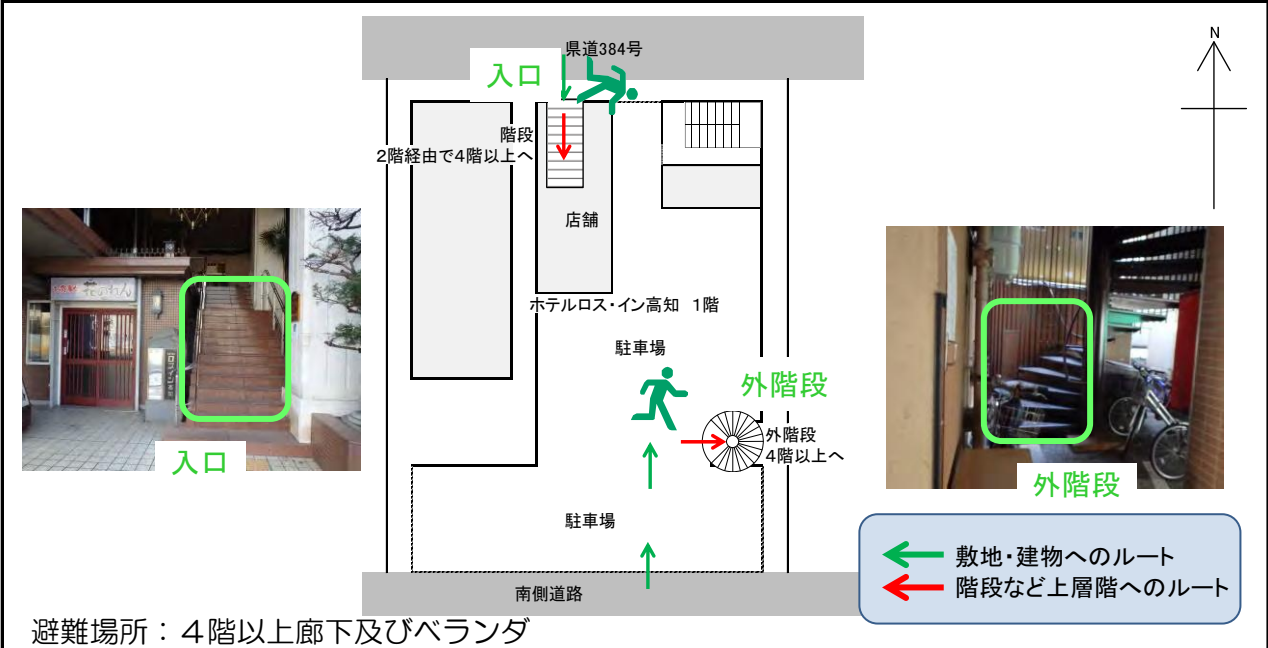 県道384号
N
入口
階段
2階経由で4階以上へ
店舗
ホテルロス・イン高知 1階
駐車場
外階段
外階段
4階以上へ
入口
外階段
駐車場
敷地・建物へのルート
階段など上層階へのルート
南側道路
避難場所：４階以上廊下及びベランダ